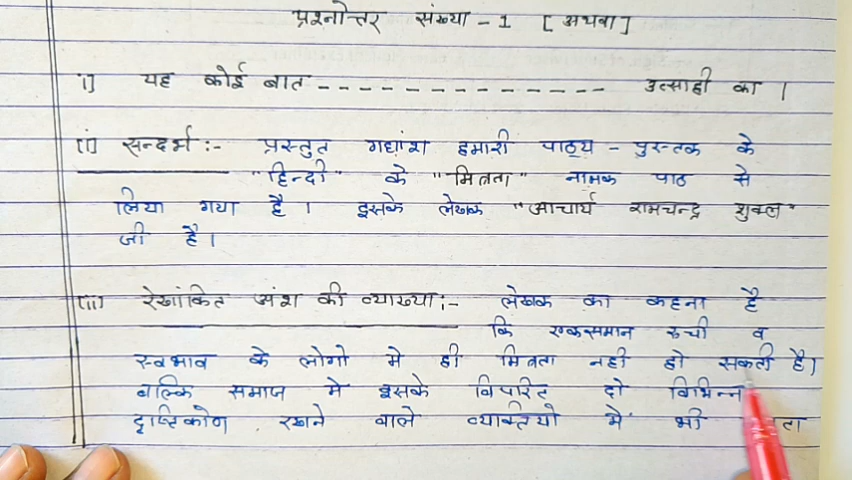 प्रश्नोत्तर संख्या - 1 [ अथवा ]
i] यह कोई बात - - - - - - - - - - - - - - उत्साही का ।
ii] सन्दर्भ :- प्रस्तुत गद्यांश हमारी पाठ्य - पुस्तक के
"हिन्दी" के "मित्रता" नामक पाठ से
लिया गया है । इसके लेखक "आचार्य रामचन्द्र शुक्ल"
जी है ।
iii] रेखांकित अंश की व्याख्या :- लेखक का कहना है
कि एकसमान रुची व
स्वभाव के लोगो मे ही मित्रता नही हो सकती है।
बल्कि समाज मे इसके विपरित दो विभिन्न
दृष्टिकोण रखने वाले व्यक्तियो में भी